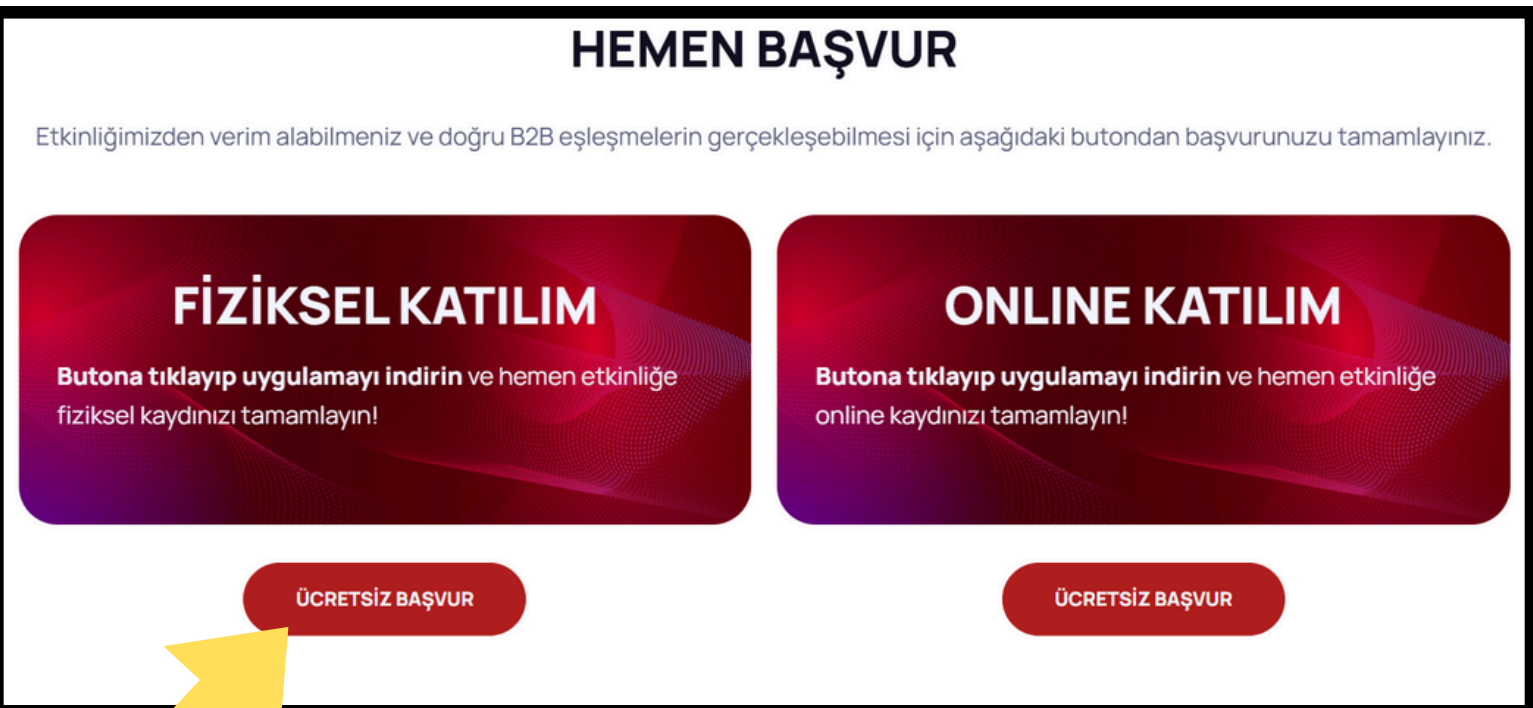 HEMEN BAŞVUR
Etkinliğimizden verim alabilmeniz ve doğru B2B eşleşmelerin gerçekleşebilmesi için aşağıdaki butondan başvurunuzu tamamlayınız.
FİZİKSEL KATILIM
Butona tıklayıp uygulamayı indirin ve hemen etkinliğe
fiziksel kaydınızı tamamlayın!
ÜCRETSİZ BAŞVUR
ONLINE KATILIM
Butona tıklayıp uygulamayı indirin ve hemen etkinliğe
online kaydınızı tamamlayın!
ÜCRETSİZ BAŞVUR